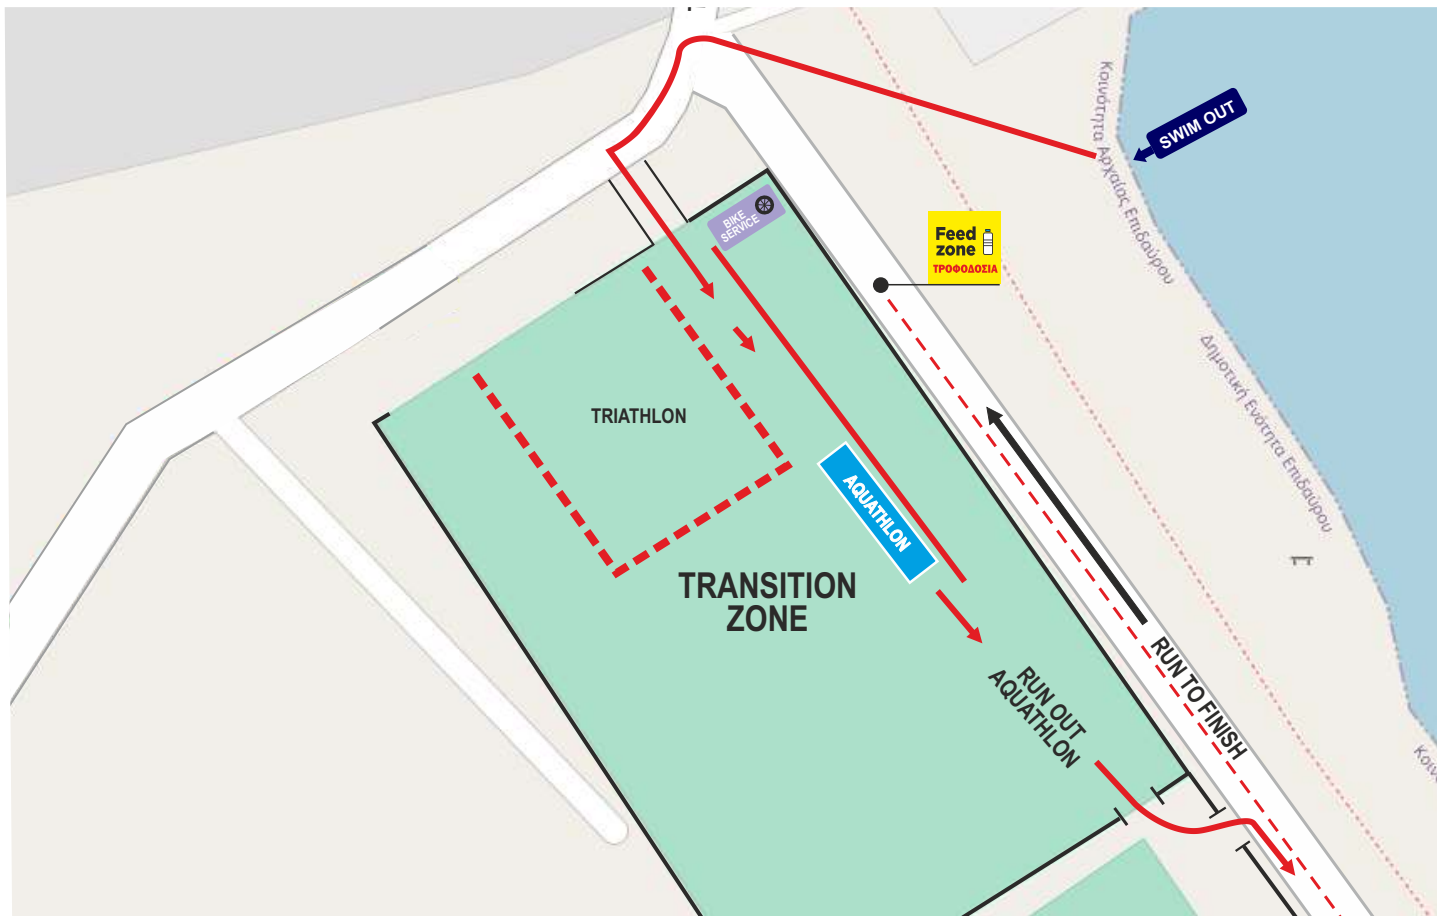 Κοινότητα Αρχαίας Επιδαύρου
SWIM OUT
BIKE
SERVICE
Feed
zone
ΤΡΟΦΟΔΟΣΙΑ
Δημοτική Ενότητα Επιδαύρου
TRIATHLON
AQUATHLON
TRANSITION
ZONE
RUN OUT
AQUATHLON
RUN TO FINISH